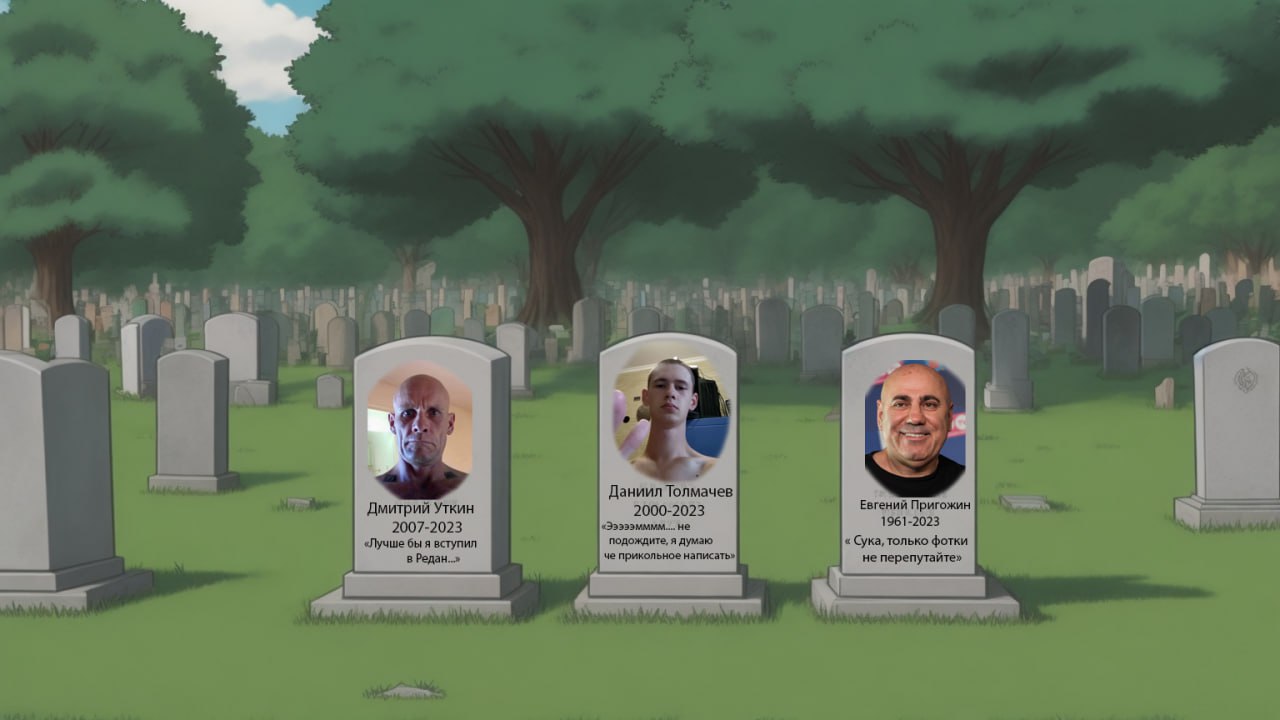 Дмитрий Уткин
2007-2023
«Лучше бы я вступил
в Редан...»
Даниил Толмачев
2000-2023
«Эээээмммм.... не
подождите, я думаю
че прикольное написать»
Евгений Пригожин
1961-2023
« Сука, только фотки
не перепутайте»